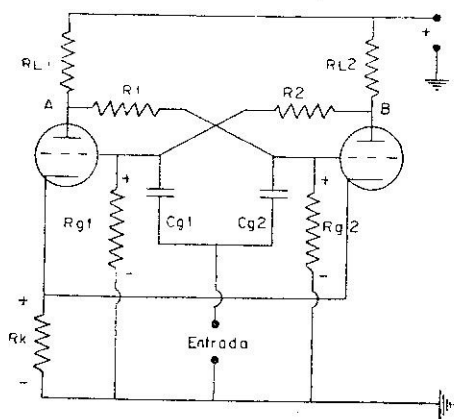 RL1
RL2
+
A
R1
R2
B
+
+
Rg1
Cg1
Cg2
Rg2
-
-
+
Rk
Entrada
-